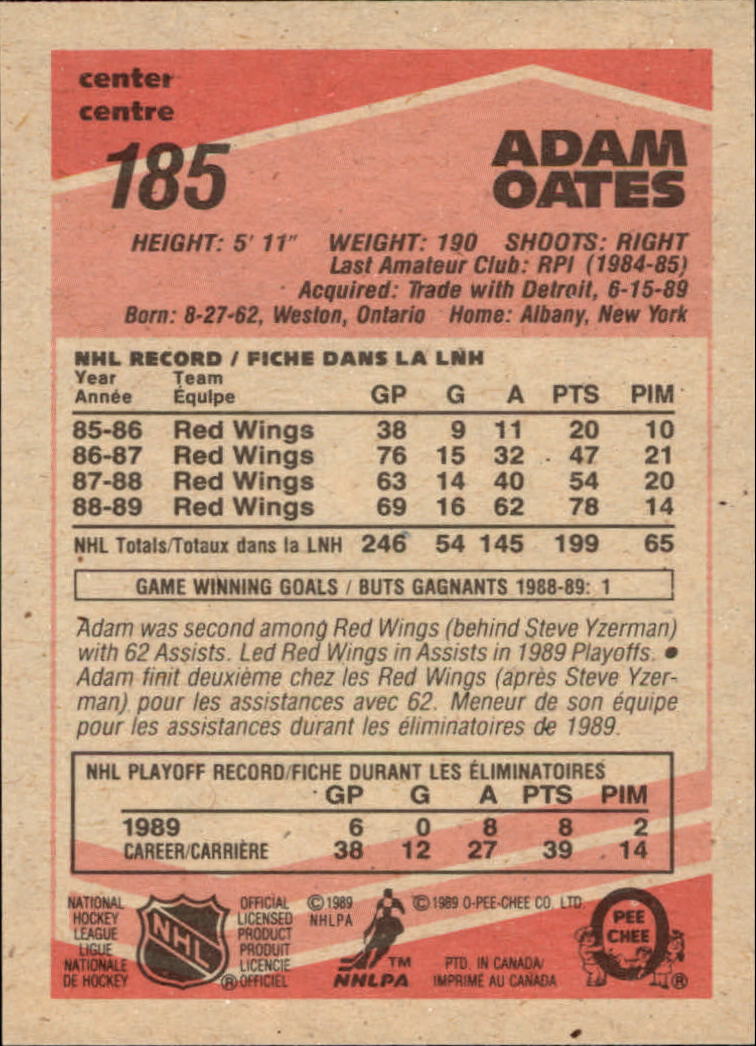 center
centre
185
ADAM
OATES
HEIGHT: 5' 11" WEIGHT: 190 SHOOTS: RIGHT
Last Amateur Club: RPI (1984-85)
Acquired: Trade with Detroit, 6-15-89
Born: 8-27-62, Weston, Ontario Home: Albany, New York
NHL RECORD / FICHE DANS LA LNH
Year Team
Année Équipe GP G A PTS PIM
85-86 Red Wings 38 9 11 20 10
86-87 Red Wings 76 15 32 47 21
87-88 Red Wings 63 14 40 54 20
88-89 Red Wings 69 16 62 78 14
NHL Totals/Totaux dans la LNH 246 54 145 199 65
GAME WINNING GOALS / BUTS GAGNANTS 1988-89: 1
Adam was second among Red Wings (behind Steve Yzerman)
with 62 Assists. Led Red Wings in Assists in 1989 Playoffs. ●
Adam finit deuxième chez les Red Wings (après Steve Yzer-
man) pour les assistances avec 62. Meneur de son équipe
pour les assistances durant les éliminatoires de 1989.
NHL PLAYOFF RECORD/FICHE DURANT LES ÉLIMINATOIRES
GP G A PTS PIM
1989 6 0 8 8 2
CAREER/CARRIÈRE 38 12 27 39 14
NATIONAL
HOCKEY
LEAGUE
LIGUE
NATIONALE
DE HOCKEY
NHL
OFFICIAL
LICENSED
PRODUCT
PRODUIT
LICENCIE
®OFFICIEL
©1989
NHLPA
TM
NHLPA
©1989 O-PEE-CHEE CO. LTD.
PTD. IN CANADA/
IMPRIMÉ AU CANADA
PEE
CHEE
®